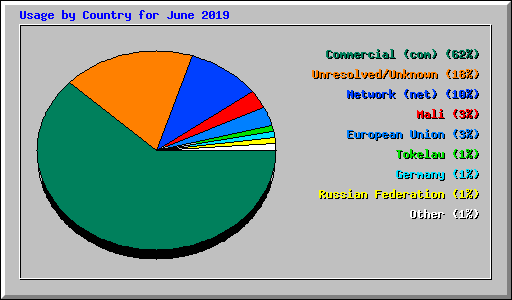 Usage by Country for June 2019
Commercial (com) (62%)
Unresolved/Unknown (18%)
Network (net) (10%)
Mali (3%)
European Union (3%)
Tokelau (1%)
Germany (1%)
Russian Federation (1%)
Other (1%)